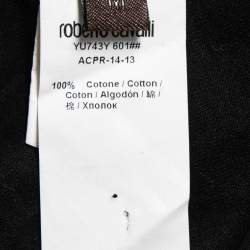 M
roberto cavalli
YU743Y 601##
ACPR-14-13
100% Cotone / Cotton /
Coton / Algodón / 綿 /
棉 / Хлопок